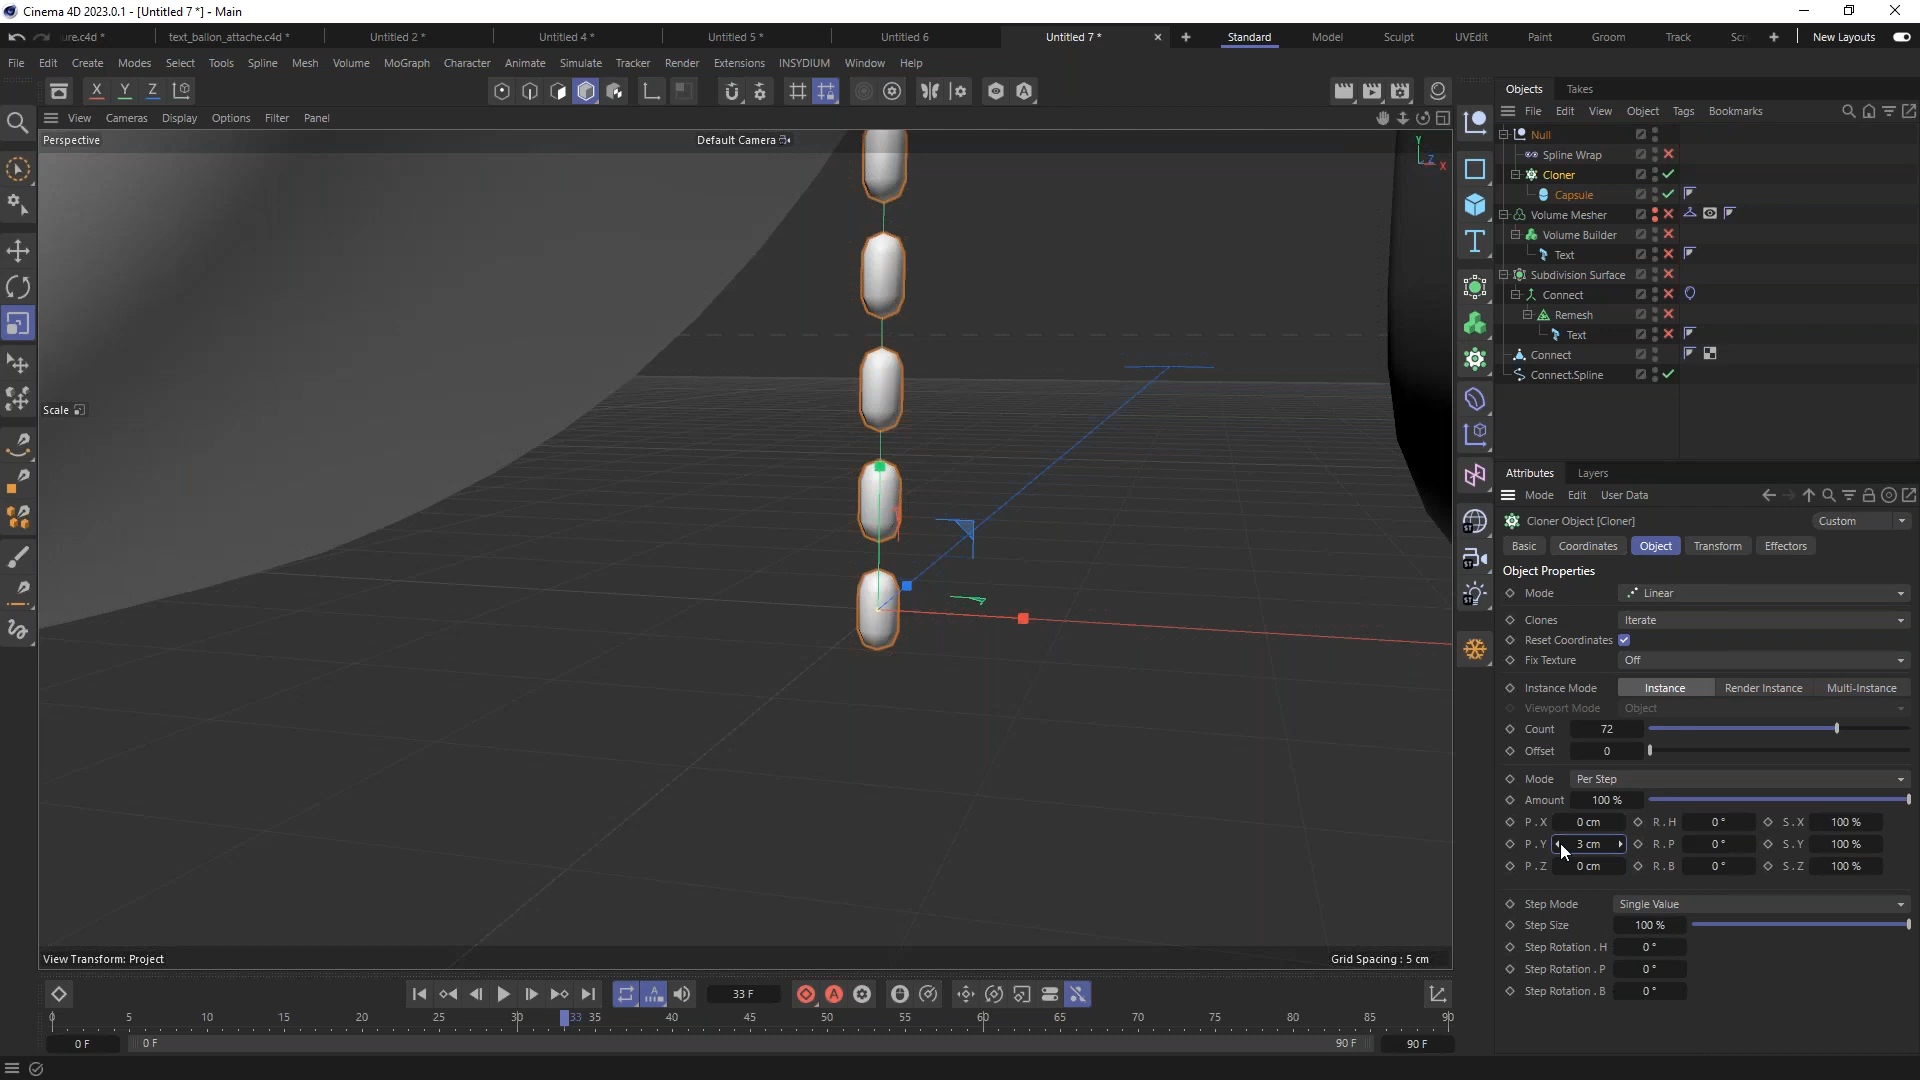 Cinema 4D 2023.0.1 - [Untitled 7 *] - Main
ure.c4d *
text_ballon_attache.c4d *
Untitled 2 *
Untitled 4 *
Untitled 5 *
Untitled 6
Untitled 7 *
Standard
Model
Sculpt
UVEdit
Paint
Groom
Track
Scr
New Layouts
File Edit Create Modes Select Tools Spline Mesh Volume MoGraph Character Animate Simulate Tracker Render Extensions INSYDIUM Window Help
X Y Z
View Cameras Display Options Filter Panel
Perspective
Default Camera
Y
Z
X
Scale
View Transform: Project
Grid Spacing : 5 cm
33 F
0 5 10 15 20 25 30 33 35 40 45 50 55 60 65 70 75 80 85 90
0 F
0 F
90 F
90 F
Objects Takes
File Edit View Object Tags Bookmarks
Null
Spline Wrap
Cloner
Capsule
Volume Mesher
Volume Builder
Text
Subdivision Surface
Connect
Remesh
Text
Connect
Connect.Spline
Attributes Layers
Mode Edit User Data
Cloner Object [Cloner]
Custom
Basic Coordinates Object Transform Effectors
Object Properties
Mode Linear
Clones Iterate
Reset Coordinates
Fix Texture Off
Instance Mode Instance Render Instance Multi-Instance
Viewport Mode Object
Count 72
Offset 0
Mode Per Step
Amount 100 %
P . X 0 cm R . H 0 ° S . X 100 %
P . Y 3 cm R . P 0 ° S . Y 100 %
P . Z 0 cm R . B 0 ° S . Z 100 %
Step Mode Single Value
Step Size 100 %
Step Rotation . H 0 °
Step Rotation . P 0 °
Step Rotation . B 0 °